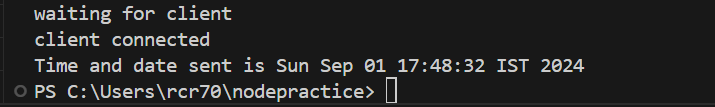 waiting for client
client connected
Time and date sent is Sun Sep 01 17:48:32 IST 2024
PS C:\Users\rcr70\nodepractice>